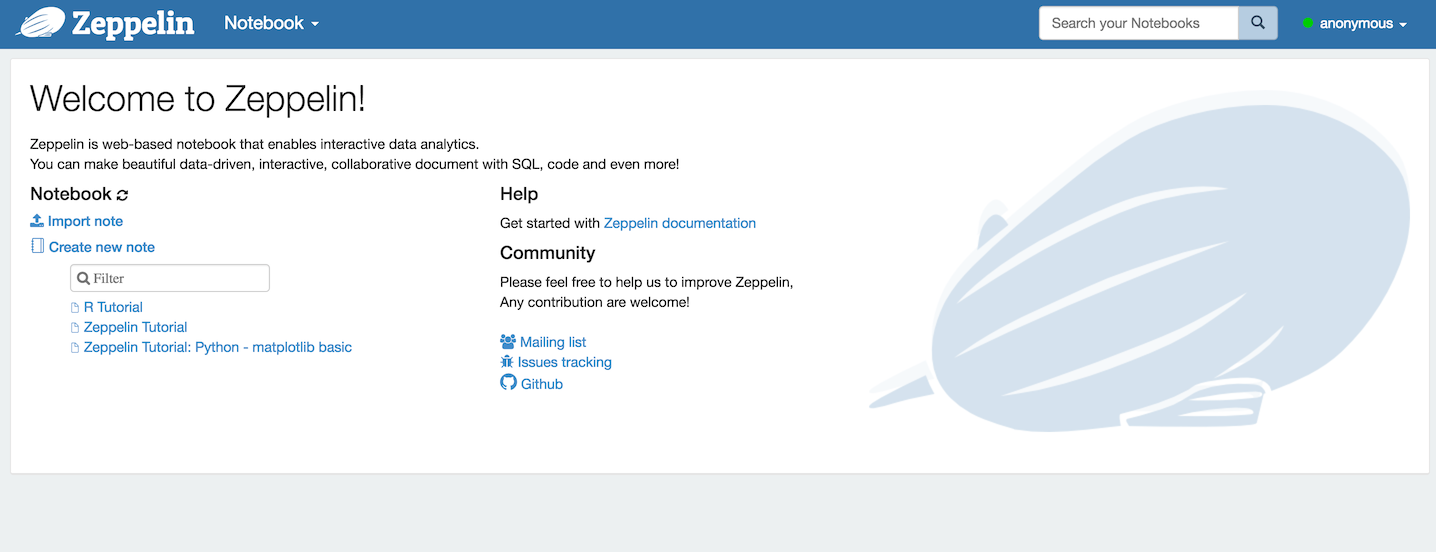 Zeppelin
Notebook
Search your Notebooks
anonymous
Welcome to Zeppelin!
Zeppelin is web-based notebook that enables interactive data analytics.
You can make beautiful data-driven, interactive, collaborative document with SQL, code and even more!
Notebook
Import note
Create new note
Filter
R Tutorial
Zeppelin Tutorial
Zeppelin Tutorial: Python - matplotlib basic
Help
Get started with Zeppelin documentation
Community
Please feel free to help us to improve Zeppelin,
Any contribution are welcome!
Mailing list
Issues tracking
Github